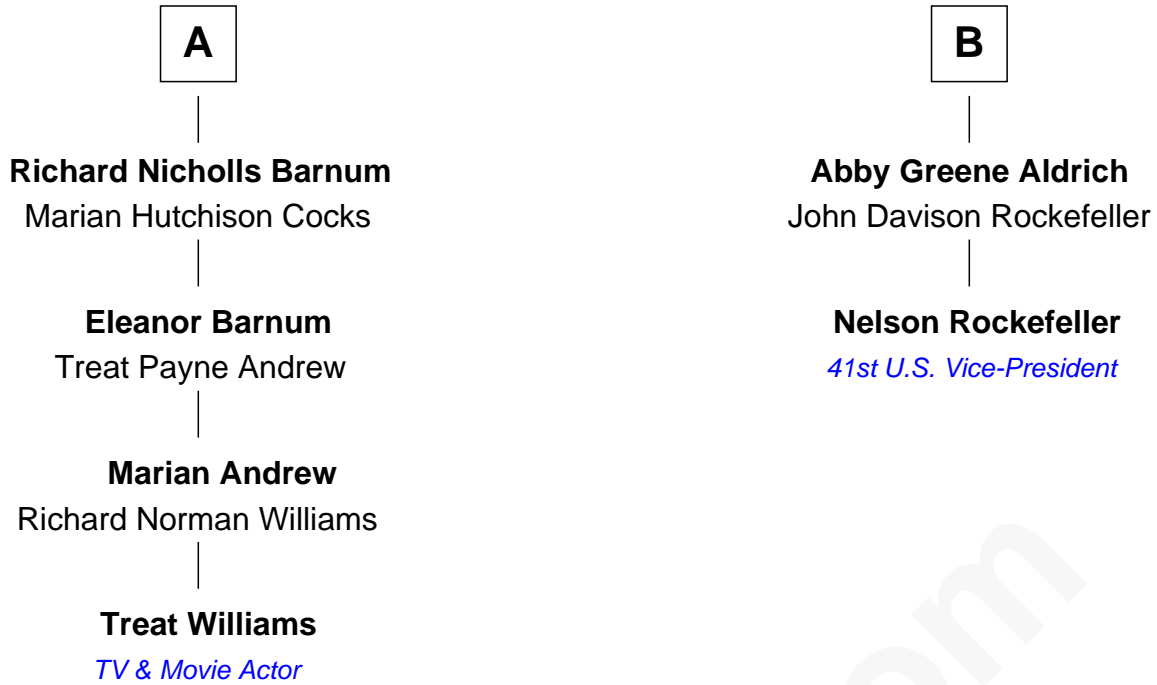 A
Richard Nicholls Barnum
Marian Hutchison Cocks
Eleanor Barnum
Treat Payne Andrew
Marian Andrew
Richard Norman Williams
Treat Williams
TV & Movie Actor
B
Abby Greene Aldrich
John Davison Rockefeller
Nelson Rockefeller
41st U.S. Vice-President
om